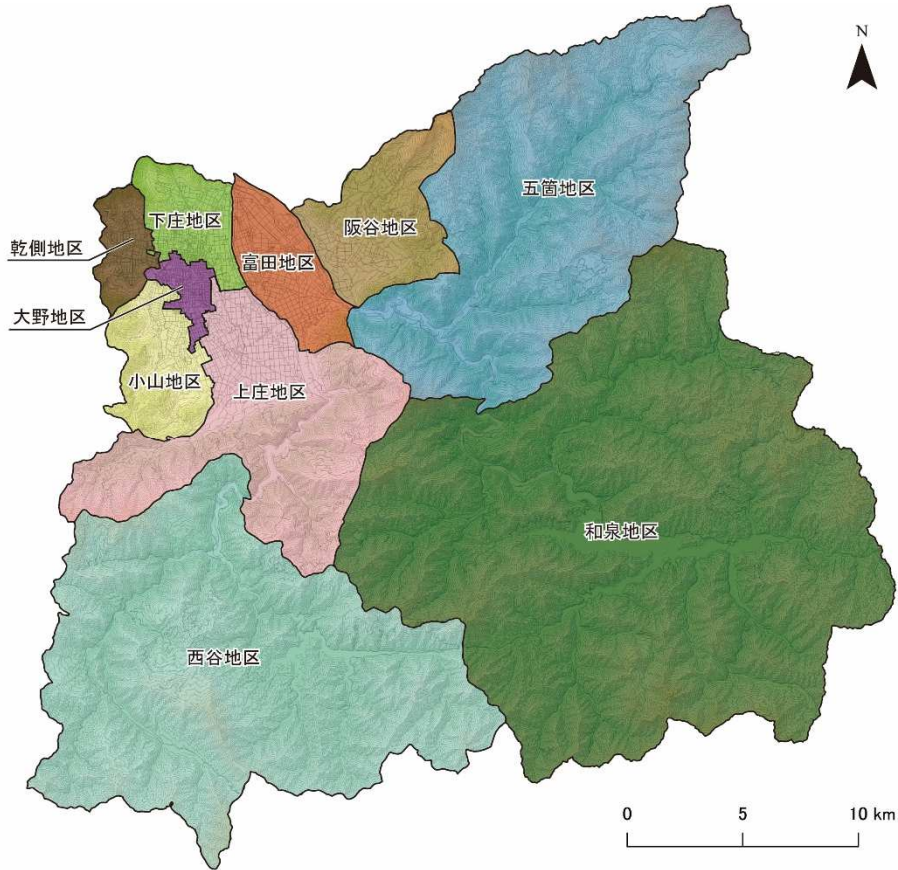 N
五箇地区
下庄地区
阪谷地区
乾側地区
富田地区
大野地区
小山地区
上庄地区
和泉地区
西谷地区
0 5 10 km